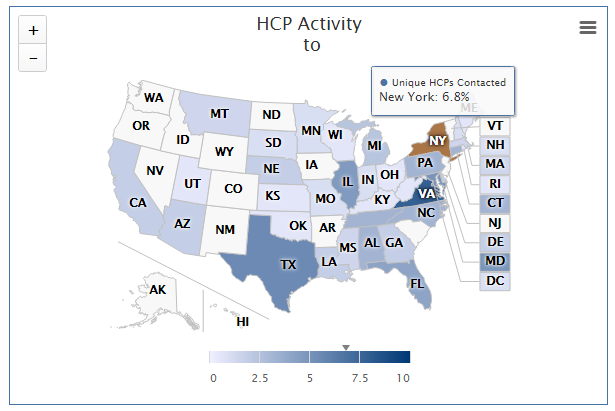 +
HCP Activity
−
to
Unique HCPs Contacted
New York: 6.8%
ME
WA
MT
ND
OR
ID
MN
WI
MI
NY
VT
SD
WY
NH
NV
NE
IA
PA
MA
UT
CO
IL
IN
OH
RI
CA
KS
MO
KY
VA
CT
AZ
NM
OK
AR
NC
NJ
MS
AL
GA
DE
TX
LA
MD
FL
DC
AK
HI
0 2.5 5 7.5 10